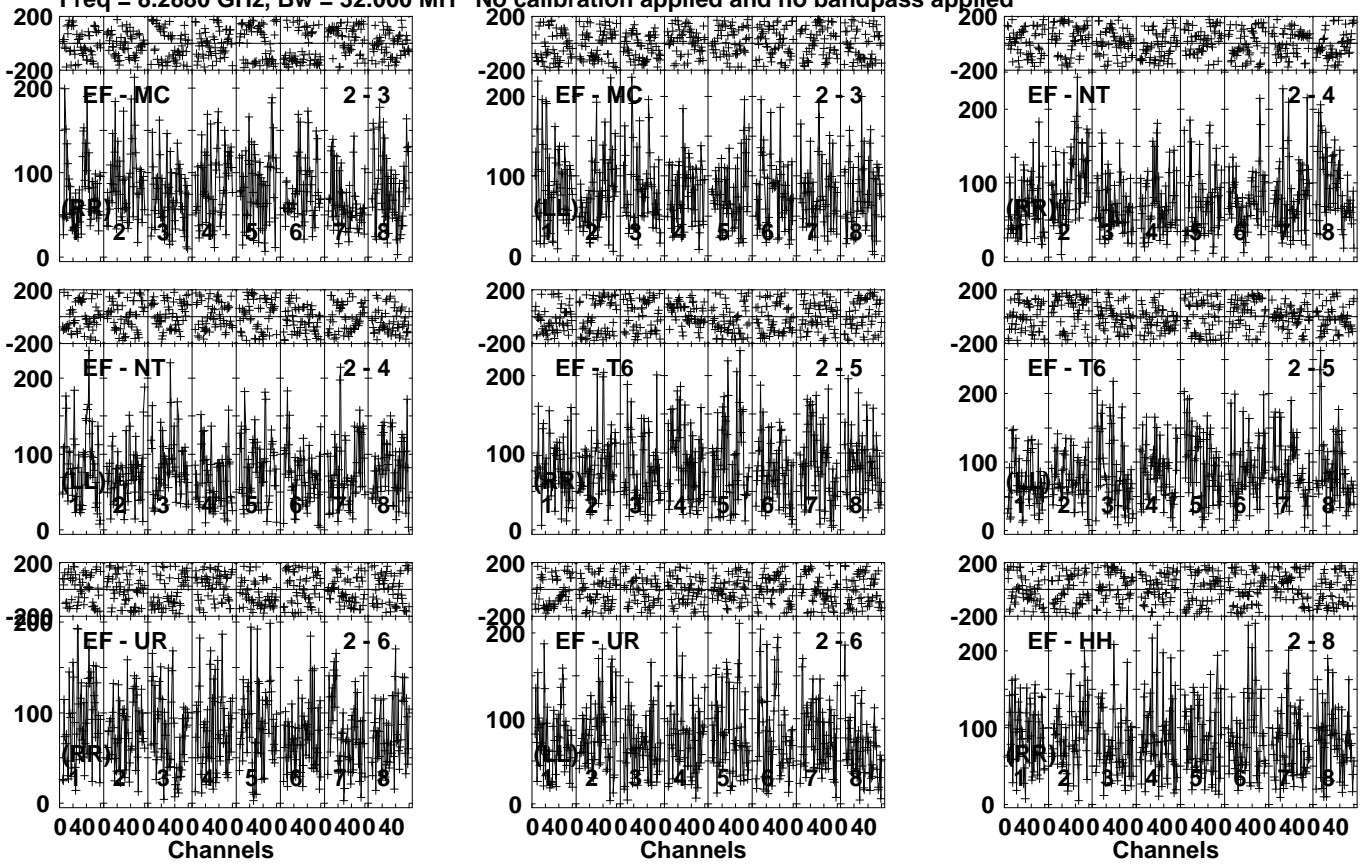 Freq = 8.2880 GHz, Bw = 32.000 MH No calibration applied and no bandpass applied
200 200 200
-200 -200 -200
200 EF - MC 2 - 3 EF - MC 2 - 3 EF - NT 2 - 4
200 200
100 100 100
(RR) (LL) (RR)
1 2 3 4 5 6 7 8 1 2 3 4 5 6 7 8 1 2 3 4 5 6 7 8
0 0 0
200 200 200
-200 -200 -200
EF - NT 2 - 4 EF - T6 2 - 5 EF - T6 2 - 5
200 200 200
100 100 100
(LL) (RR) (LL)
1 2 3 4 5 6 7 8 1 2 3 4 5 6 7 8 1 2 3 4 5 6 7 8
0 0 0
200 200 200
-200 -200 -200
200 EF - UR 2 - 6 EF - UR 2 - 6 EF - HH 2 - 8
200 200
100 100 100
(RR) (LL) (RR)
1 2 3 4 5 6 7 8 1 2 3 4 5 6 7 8 1 2 3 4 5 6 7 8
0 0 0
0 40 0 40 0 40 0 40 0 40 0 40 0 40 0 40 0 40 0 40 0 40 0 40 0 40 0 40 0 40 0 40 0 40 0 40 0 40 0 40 0 40 0 40 0 40 0 40
Channels Channels Channels